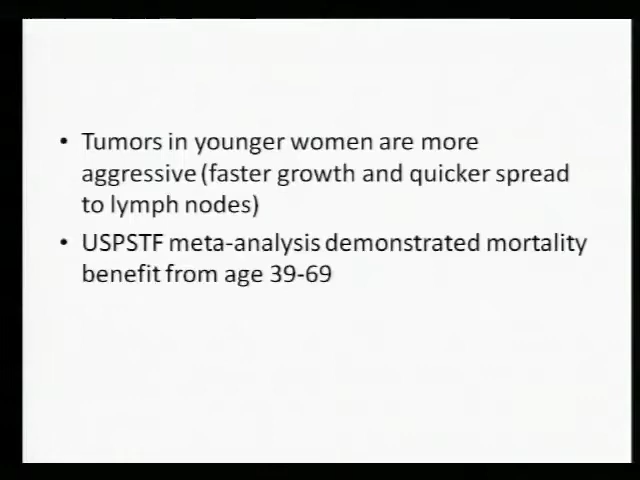 • Tumors in younger women are more
aggressive (faster growth and quicker spread
to lymph nodes)
• USPSTF meta-analysis demonstrated mortality
benefit from age 39-69